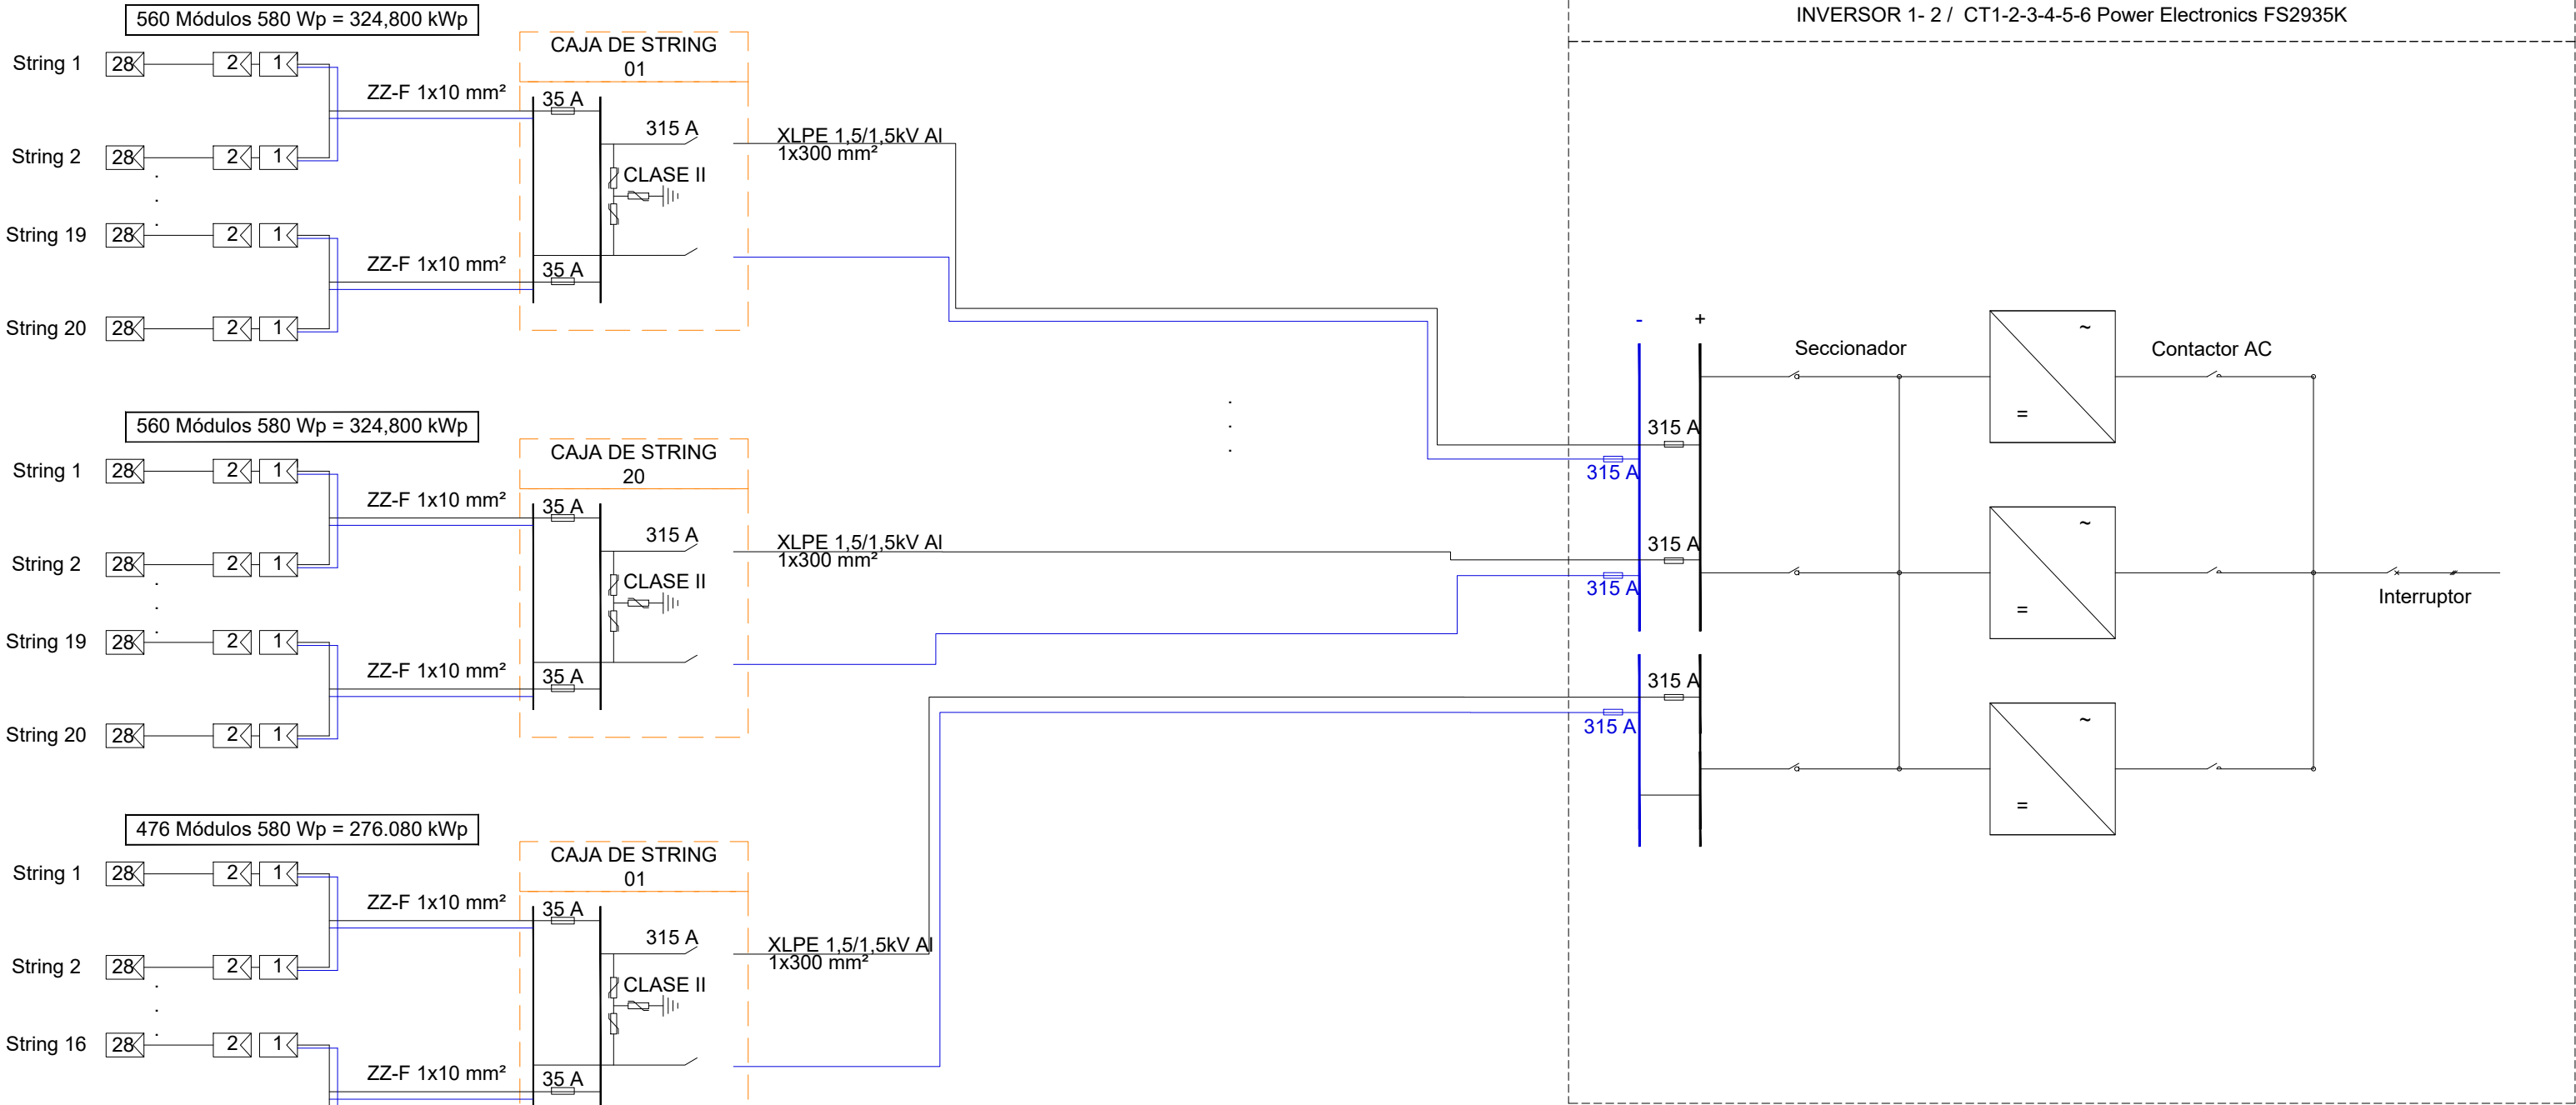 560 Módulos 580 Wp = 324,800 kWp
String 1
28
2
1
ZZ-F 1x10 mm²
String 2
28
2
1
String 19
28
2
1
ZZ-F 1x10 mm²
String 20
28
2
1
CAJA DE STRING
01
35 A
315 A
CLASE II
35 A
XLPE 1,5/1,5kV Al
1x300 mm²
560 Módulos 580 Wp = 324,800 kWp
String 1
28
2
1
ZZ-F 1x10 mm²
String 2
28
2
1
String 19
28
2
1
ZZ-F 1x10 mm²
String 20
28
2
1
CAJA DE STRING
20
35 A
315 A
CLASE II
35 A
XLPE 1,5/1,5kV Al
1x300 mm²
476 Módulos 580 Wp = 276.080 kWp
String 1
28
2
1
ZZ-F 1x10 mm²
String 2
28
2
1
String 16
28
2
1
ZZ-F 1x10 mm²
CAJA DE STRING
01
35 A
315 A
CLASE II
35 A
XLPE 1,5/1,5kV Al
1x300 mm²
INVERSOR 1- 2 / CT1-2-3-4-5-6 Power Electronics FS2935K
-
+
315 A
315 A
315 A
315 A
315 A
315 A
Seccionador
~
=
~
=
~
=
Contactor AC
Interruptor